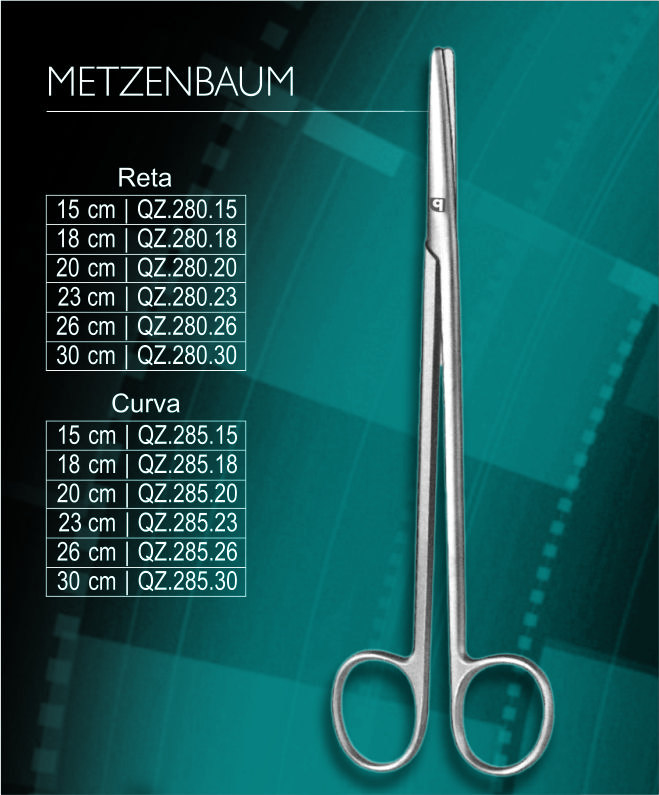 METZENBAUM
Reta
15 cm | QZ.280.15
18 cm | QZ.280.18
20 cm | QZ.280.20
23 cm | QZ.280.23
26 cm | QZ.280.26
30 cm | QZ.280.30
Curva
15 cm | QZ.285.15
18 cm | QZ.285.18
20 cm | QZ.285.20
23 cm | QZ.285.23
26 cm | QZ.285.26
30 cm | QZ.285.30